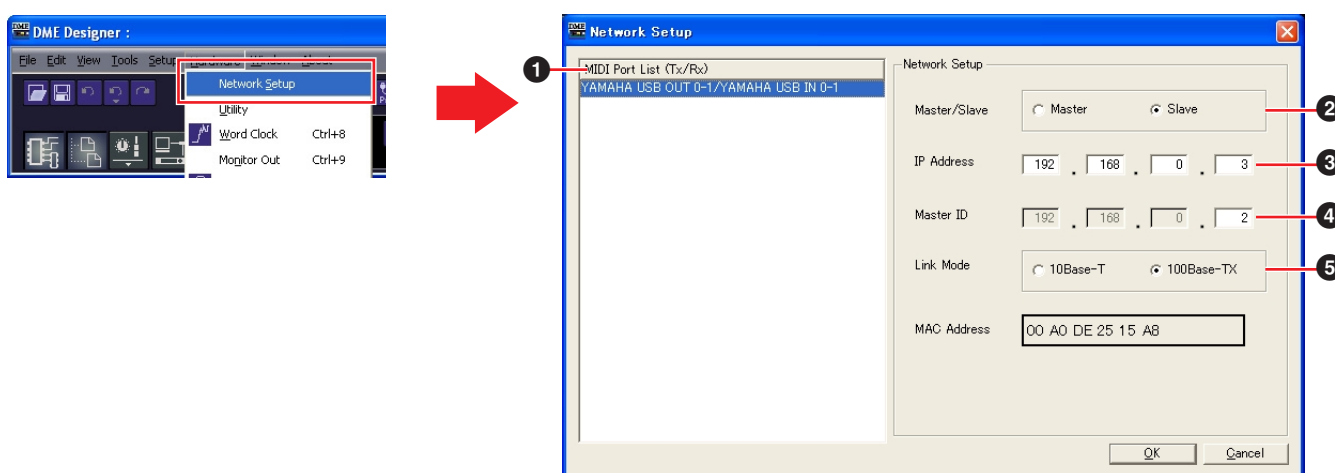 DME Designer :
File Edit View Tools Setup Hardware Window About
Network Setup
Utility
Word Clock Ctrl+8
Monitor Out Ctrl+9
Network Setup
1
MIDI Port List (Tx/Rx)
YAMAHA USB OUT 0-1/YAMAHA USB IN 0-1
Network Setup
Master/Slave Master Slave 2
IP Address 192 . 168 . 0 . 3 3
Master ID 192 . 168 . 0 . 2 4
Link Mode 10Base-T 100Base-TX 5
MAC Address 00 A0 DE 25 15 A8
OK Cancel